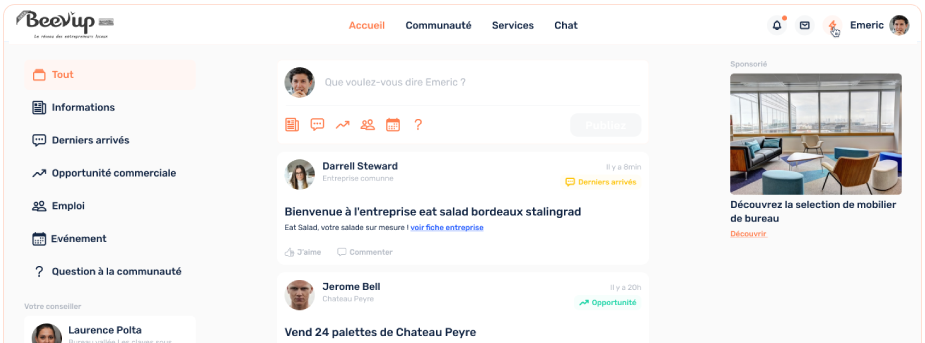 BeeVup
Le réseau des entrepreneurs locaux
Accueil
Communauté
Services
Chat
Emeric
Tout
Informations
Derniers arrivés
Opportunité commerciale
Emploi
Evénement
Question à la communauté
Votre conseiller
Laurence Polta
Bureau vallée Les clayes sous
Que voulez-vous dire Emeric ?
Publier
Darrell Steward
Entreprise comunne
Il y a 8min
Derniers arrivés
Bienvenue à l'entreprise eat salad bordeaux stalingrad
Eat Salad, votre salade sur mesure ! voir fiche entreprise
J'aime
Commenter
Jerome Bell
Chateau Peyre
Il y a 20h
Opportunité
Vend 24 palettes de Chateau Peyre
Sponsorié
Découvrez la selection de mobilier
de bureau
Découvrir